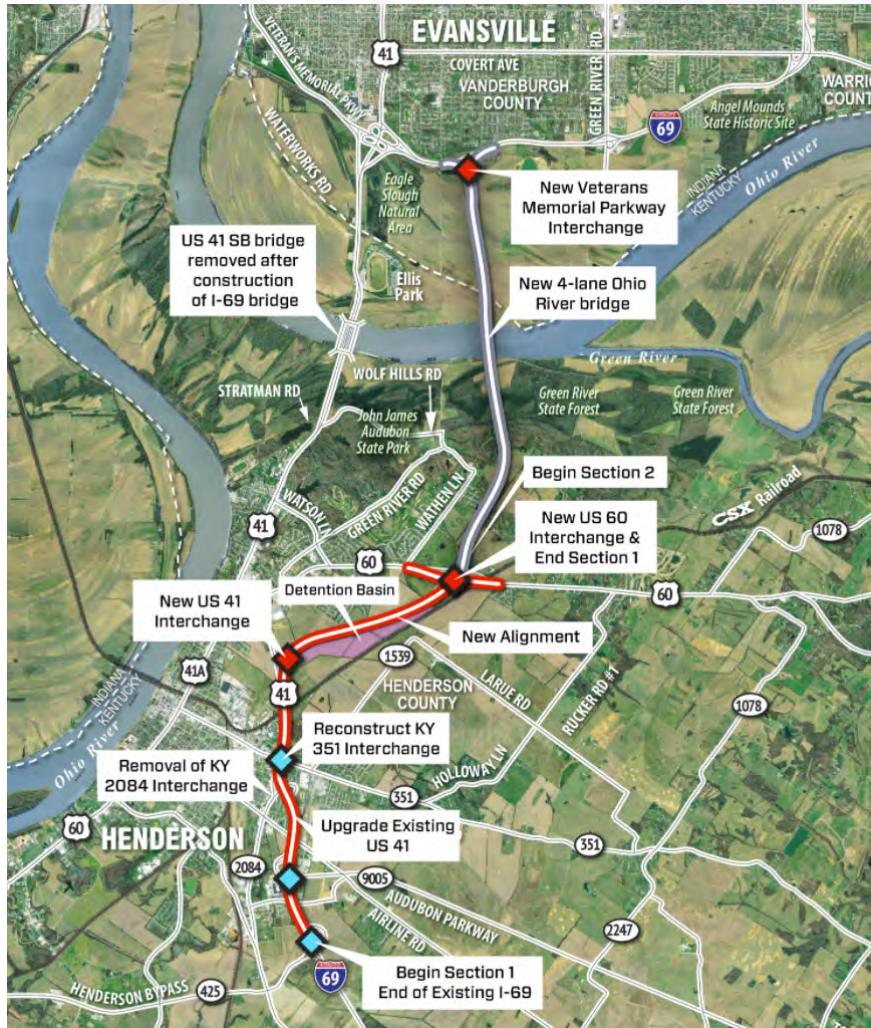 EVANSVILLE
41
COVERT AVE
VETERAN'S MEMORIAL PKWY
VANDERBURGH
COUNTY
GREEN RIVER RD
WARRIC
COUNT
WATERWORKS RD
69
Angel Mounds
State Historic Site
INDIANA
KENTUCKY
Ohio River
Eagle
Slough
Natural
Area
New Veterans
Memorial Parkway
Interchange
US 41 SB bridge
removed after
construction
of I-69 bridge
Ellis
Park
New 4-lane Ohio
River bridge
Green River
STRATMAN RD
WOLF HILLS RD
John James
Audubon
State Park
Green River
State Forest
Green River
State Forest
Begin Section 2
41
WATSON LN
GREEN RIVER RD
WATHEN LN
CSX Railroad
1078
New US 60
Interchange &
End Section 1
60
Detention Basin
60
New US 41
Interchange
New Alignment
41A
1539
41
HENDERSON
COUNTY
LARUE RD
RUCKER RD #1
1078
INDIANA
KENTUCKY
Ohio River
Reconstruct KY
351 Interchange
Removal of KY
2084 Interchange
HOLLOWAY LN
351
60
HENDERSON
Upgrade Existing
US 41
351
2084
9005
AUDUBON PARKWAY
AIRLINE RD
2247
HENDERSON BYPASS
425
69
Begin Section 1
End of Existing I-69